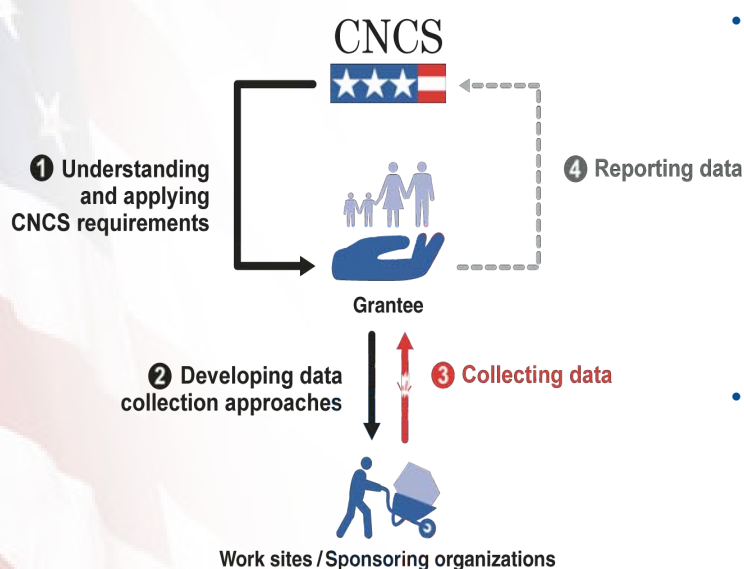 CNCS
1 Understanding
and applying
CNCS requirements
4 Reporting data
Grantee
2 Developing data
collection approaches
3 Collecting data
Work sites / Sponsoring organizations